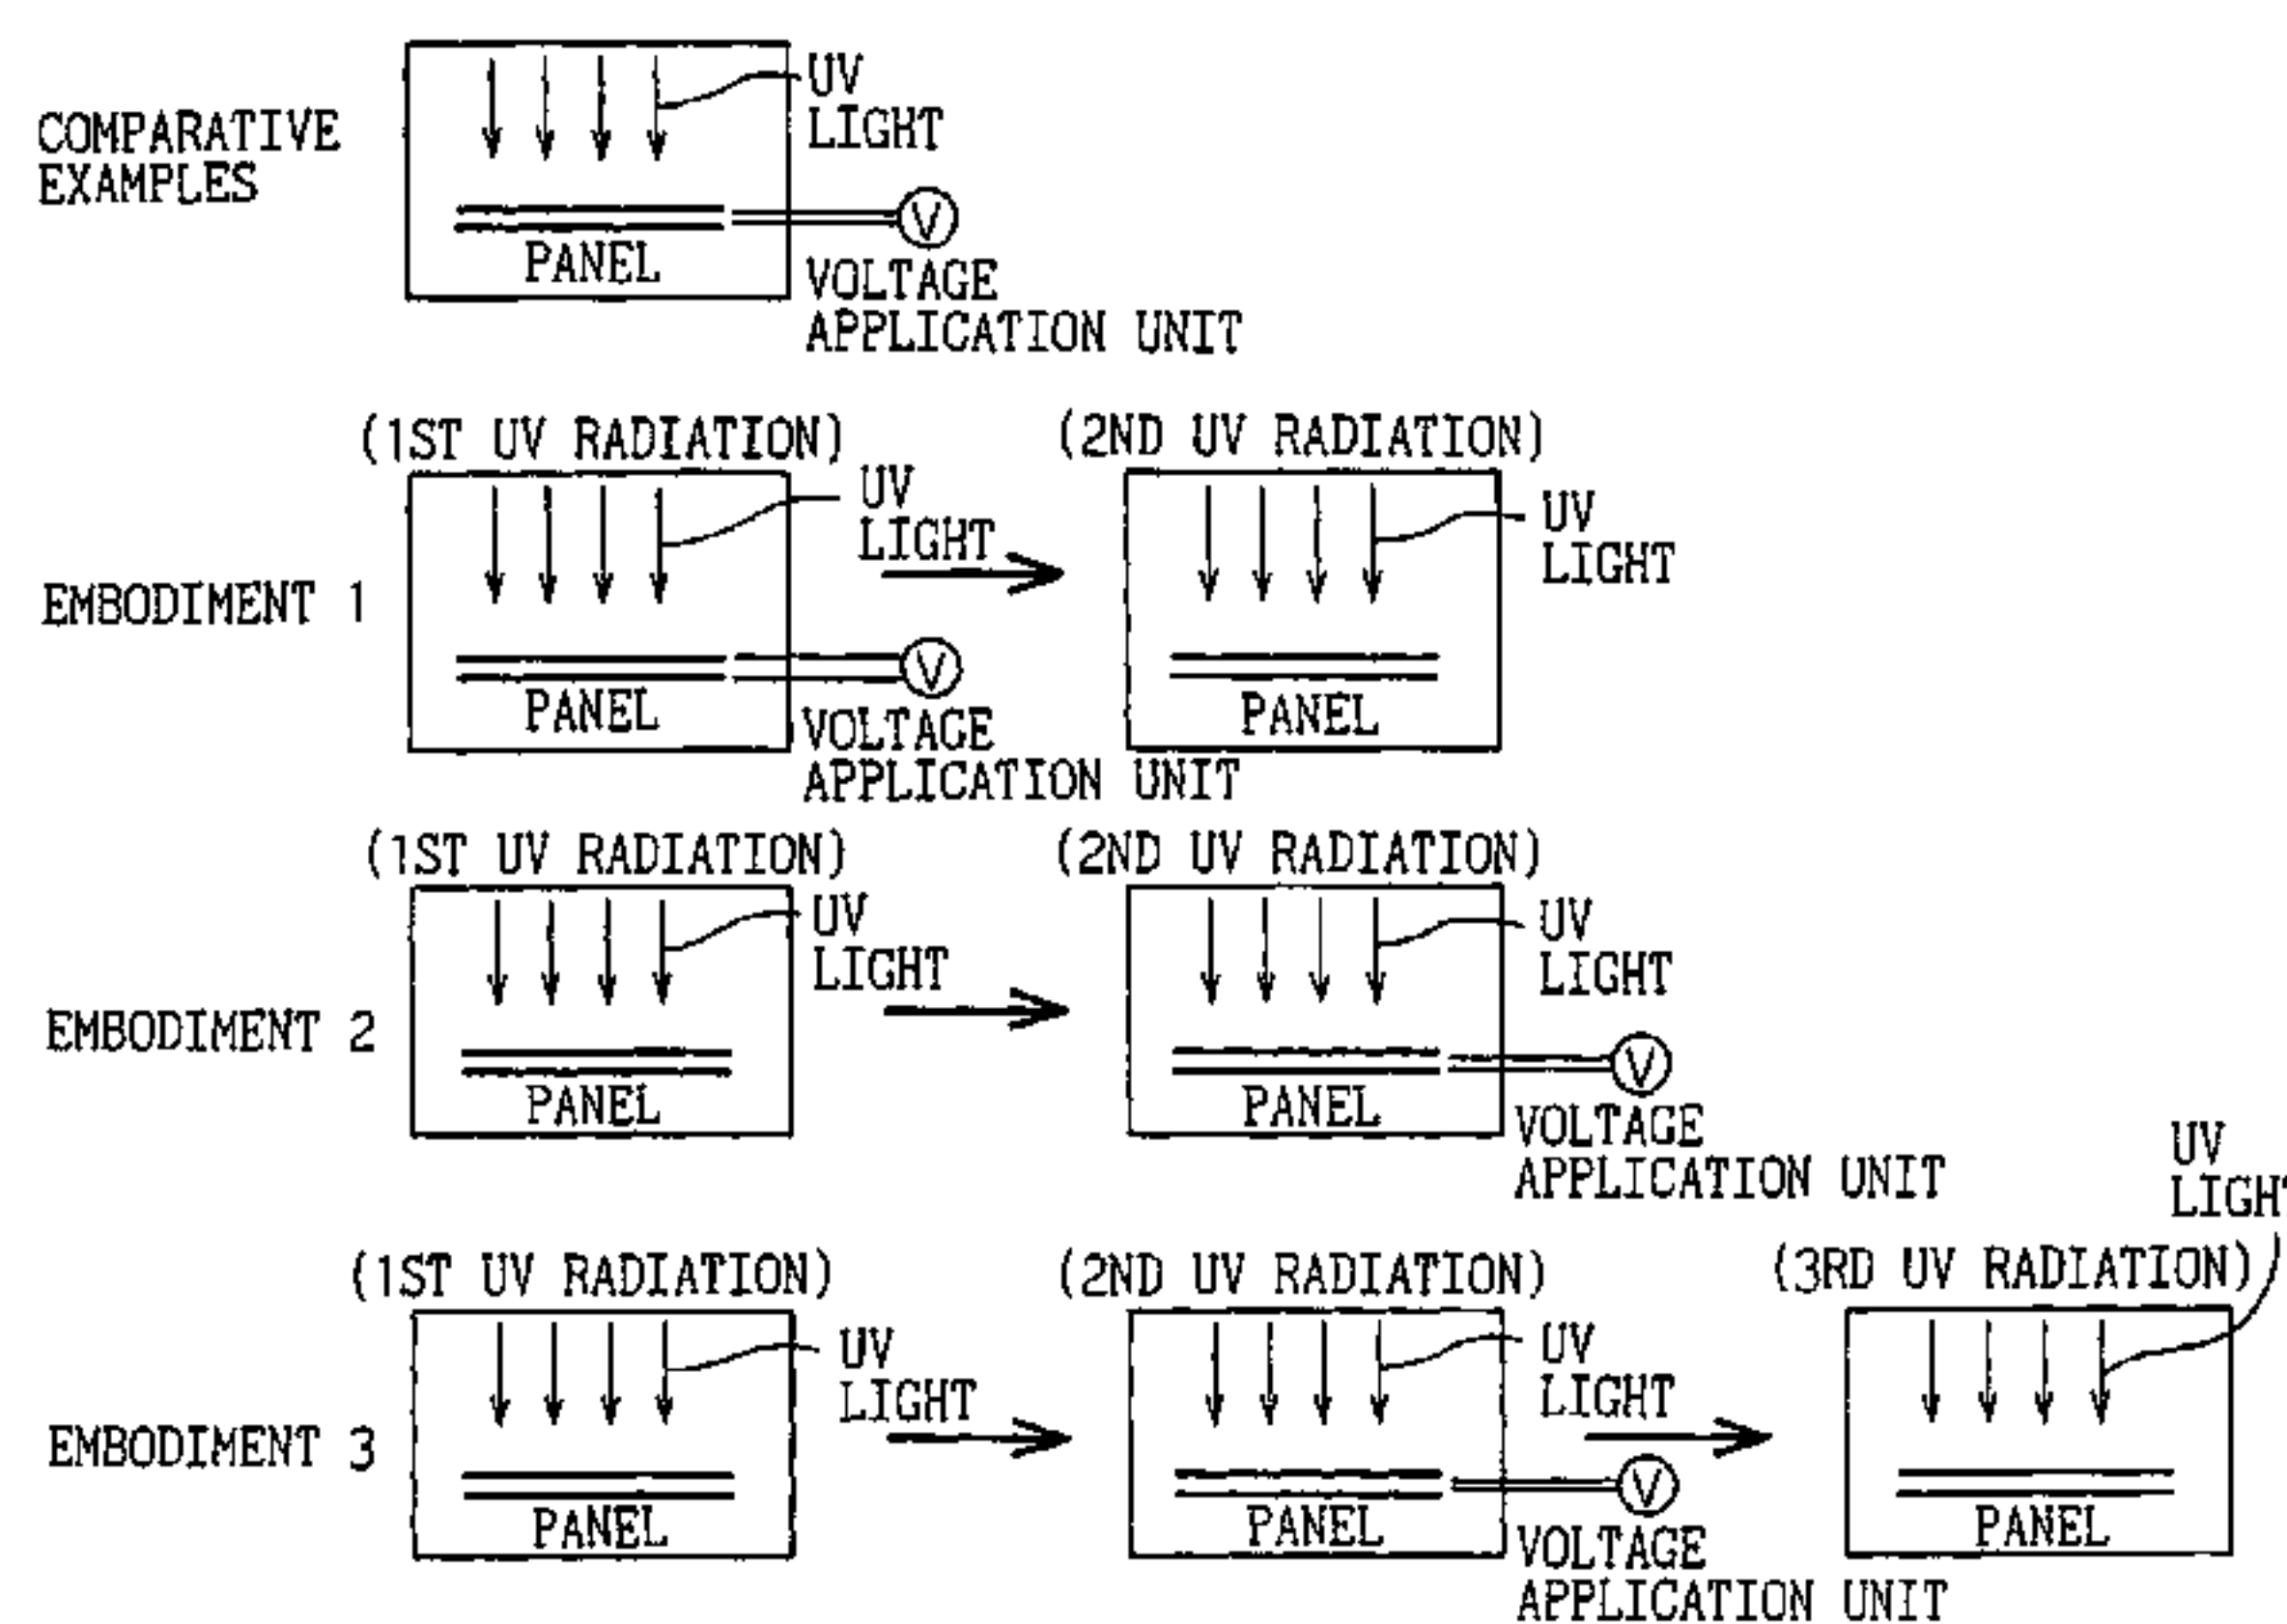 COMPARATIVE
EXAMPLES
UV
LIGHT
PANEL
V
VOLTAGE
APPLICATION UNIT
(1ST UV RADIATION)
(2ND UV RADIATION)
EMBODIMENT 1
UV
LIGHT
PANEL
V
VOLTAGE
APPLICATION UNIT
UV
LIGHT
PANEL
(1ST UV RADIATION)
(2ND UV RADIATION)
EMBODIMENT 2
UV
LIGHT
PANEL
UV
LIGHT
PANEL
V
VOLTAGE
APPLICATION UNIT
(1ST UV RADIATION)
(2ND UV RADIATION)
(3RD UV RADIATION)
EMBODIMENT 3
UV
LIGHT
PANEL
UV
LIGHT
PANEL
V
VOLTAGE
APPLICATION UNIT
UV
LIGHT
PANEL